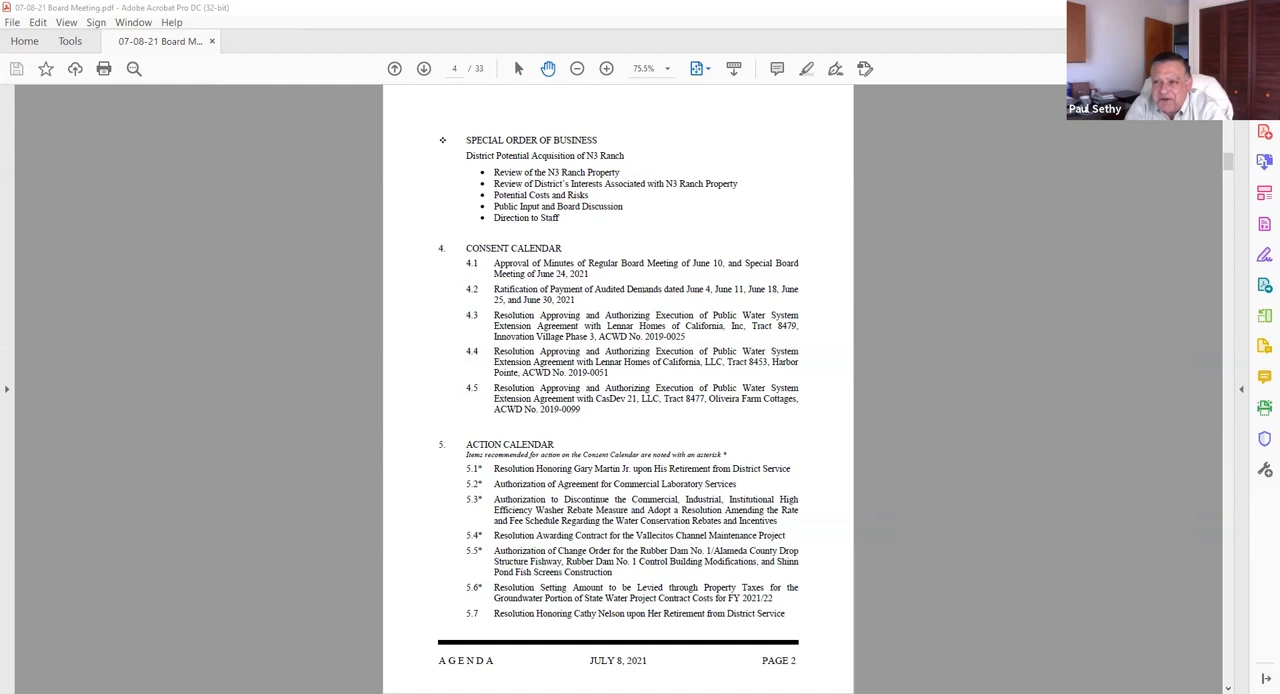 07-08-21 Board Meeting.pdf - Adobe Acrobat Pro DC (32-bit)
File Edit View Sign Window Help
Home Tools 07-08-21 Board M... ×
4 / 33 75.5%
Paul Sethy
❖ SPECIAL ORDER OF BUSINESS
District Potential Acquisition of N3 Ranch
• Review of the N3 Ranch Property
• Review of District's Interests Associated with N3 Ranch Property
• Potential Costs and Risks
• Public Input and Board Discussion
• Direction to Staff
4. CONSENT CALENDAR
4.1 Approval of Minutes of Regular Board Meeting of June 10, and Special Board
Meeting of June 24, 2021
4.2 Ratification of Payment of Audited Demands dated June 4, June 11, June 18, June
25, and June 30, 2021
4.3 Resolution Approving and Authorizing Execution of Public Water System
Extension Agreement with Lennar Homes of California, Inc, Tract 8479,
Innovation Village Phase 3, ACWD No. 2019-0025
4.4 Resolution Approving and Authorizing Execution of Public Water System
Extension Agreement with Lennar Homes of California, LLC, Tract 8453, Harbor
Pointe, ACWD No. 2019-0051
4.5 Resolution Approving and Authorizing Execution of Public Water System
Extension Agreement with CasDev 21, LLC, Tract 8477, Oliveira Farm Cottages,
ACWD No. 2019-0099
5. ACTION CALENDAR
Items recommended for action on the Consent Calendar are noted with an asterisk *
5.1* Resolution Honoring Gary Martin Jr. upon His Retirement from District Service
5.2* Authorization of Agreement for Commercial Laboratory Services
5.3* Authorization to Discontinue the Commercial, Industrial, Institutional High
Efficiency Washer Rebate Measure and Adopt a Resolution Amending the Rate
and Fee Schedule Regarding the Water Conservation Rebates and Incentives
5.4* Resolution Awarding Contract for the Vallecitos Channel Maintenance Project
5.5* Authorization of Change Order for the Rubber Dam No. 1/Alameda County Drop
Structure Fishway, Rubber Dam No. 1 Control Building Modifications, and Shinn
Pond Fish Screens Construction
5.6* Resolution Setting Amount to be Levied through Property Taxes for the
Groundwater Portion of State Water Project Contract Costs for FY 2021/22
5.7 Resolution Honoring Cathy Nelson upon Her Retirement from District Service
AGENDA JULY 8, 2021 PAGE 2